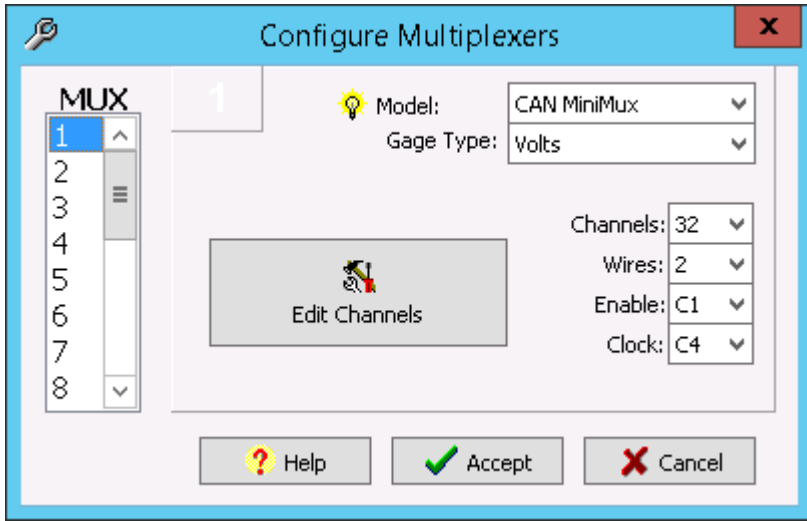 Configure Multiplexers
x
MUX
1
2
3
4
5
6
7
8
1
Model: CAN MiniMux
Gage Type: Volts
Channels: 32
Wires: 2
Enable: C1
Clock: C4
Edit Channels
? Help
Accept
Cancel